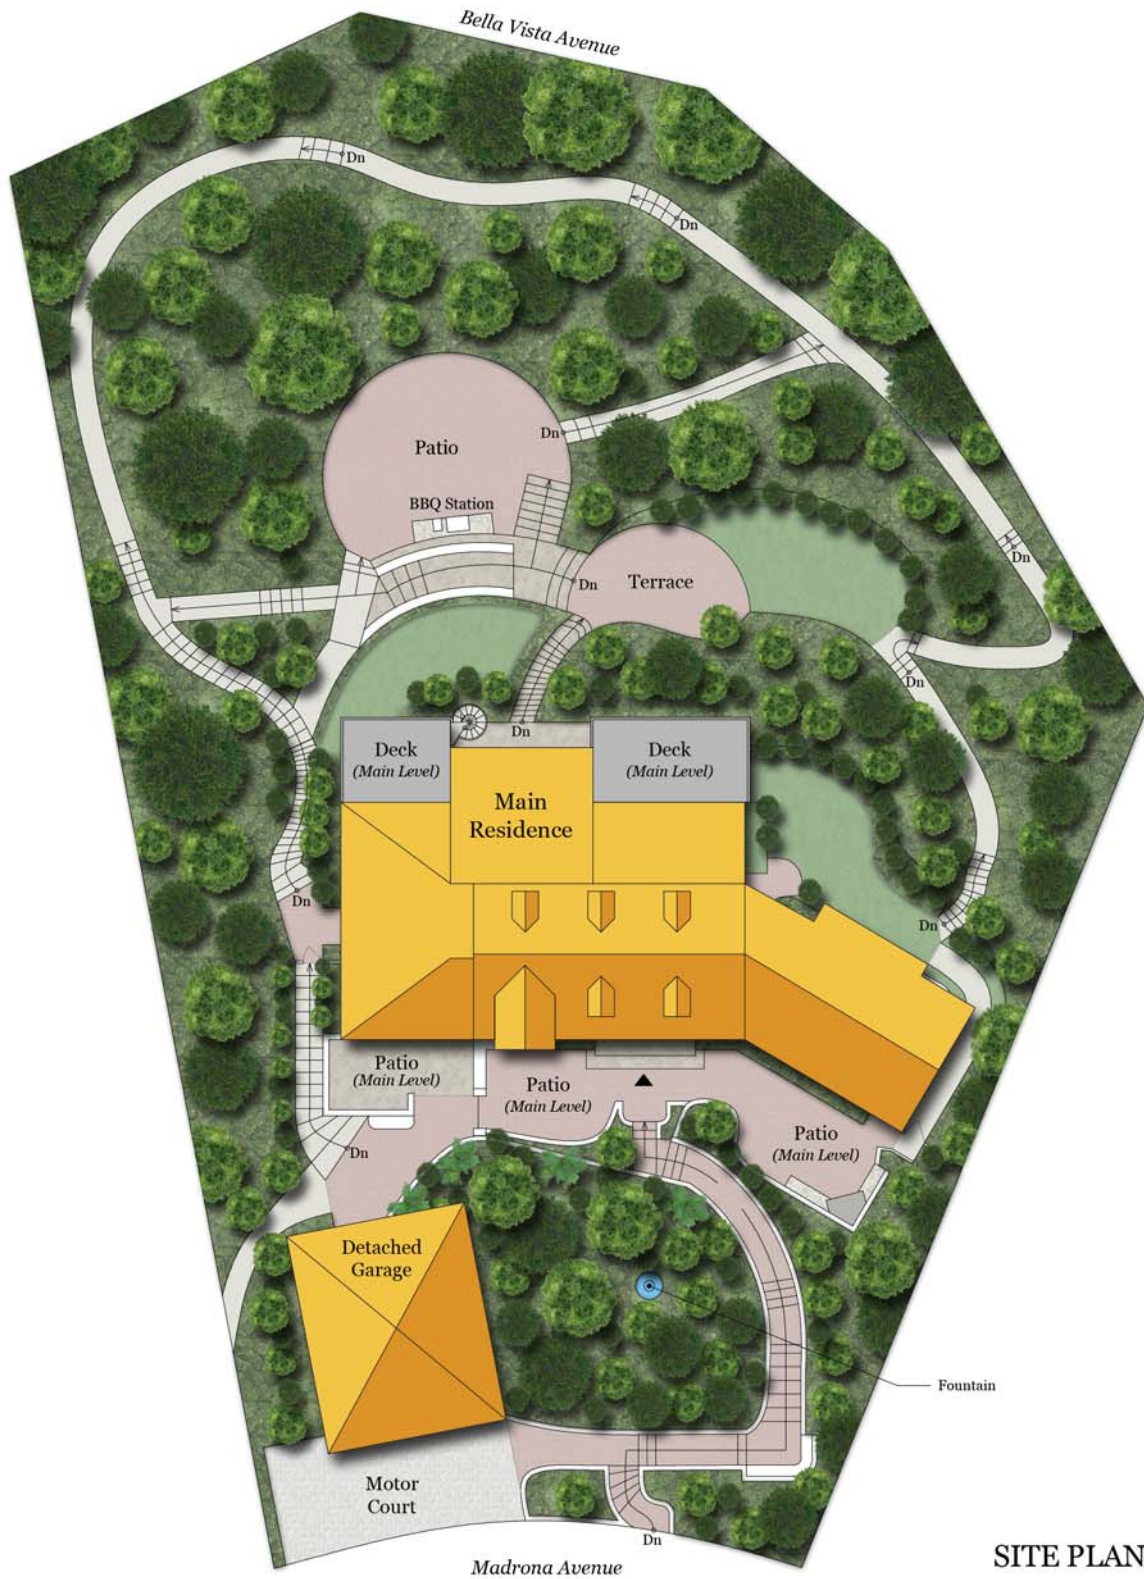 Bella Vista Avenue
Dn
Dn
Patio
Dn
BBQ Station
Dn
Dn
Terrace
Dn
Dn
Deck
(Main Level)
Deck
(Main Level)
Main
Residence
Dn
Dn
Patio
(Main Level)
Patio
(Main Level)
Patio
(Main Level)
Dn
Detached
Garage
Fountain
Motor
Court
Dn
Madrona Avenue
SITE PLAN